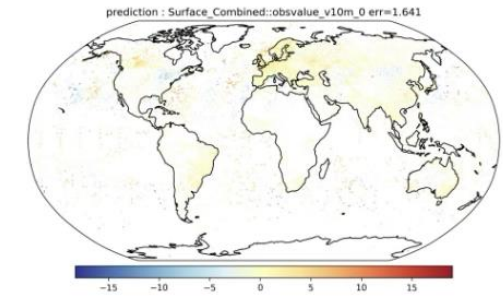 prediction : Surface_Combined::obsvalue_v10m_0 err=1.641
−15 −10 −5 0 5 10 15